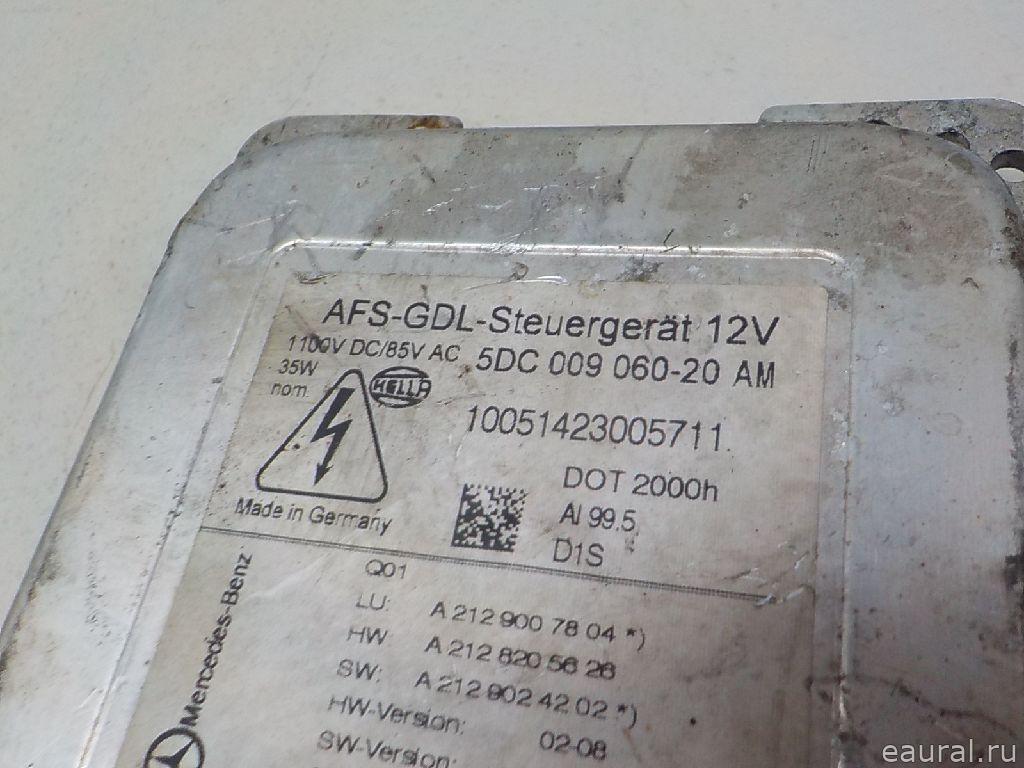 AFS-GDL-Steuergerät 12V
1100V DC/85V AC 5DC 009 060-20 AM
35W
nom
HELLA
10051423005711
DOT 2000h
Al 99.5
D1S
Made in Germany
Mercedes-Benz
Q01
LU: A 212 900 78 04 *)
HW: A 212 820 56 26
SW: A 212 902 42 02 *)
HW-Version: 02-08
SW-Version:
eaural.ru